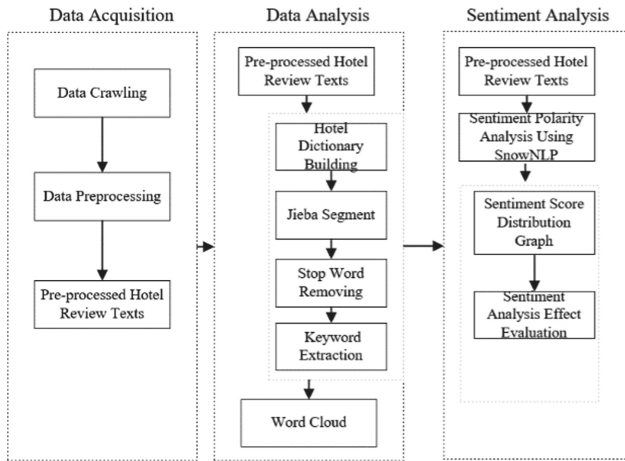 Data Acquisition
Data Crawling
Data Preprocessing
Pre-processed Hotel
Review Texts
Data Analysis
Pre-processed Hotel
Review Texts
Hotel
Dictionary
Building
Jieba Segment
Stop Word
Removing
Keyword
Extraction
Word Cloud
Sentiment Analysis
Pre-processed Hotel
Review Texts
Sentiment Polarity
Analysis Using
SnowNLP
Sentiment Score
Distribution
Graph
Sentiment
Analysis Effect
Evaluation